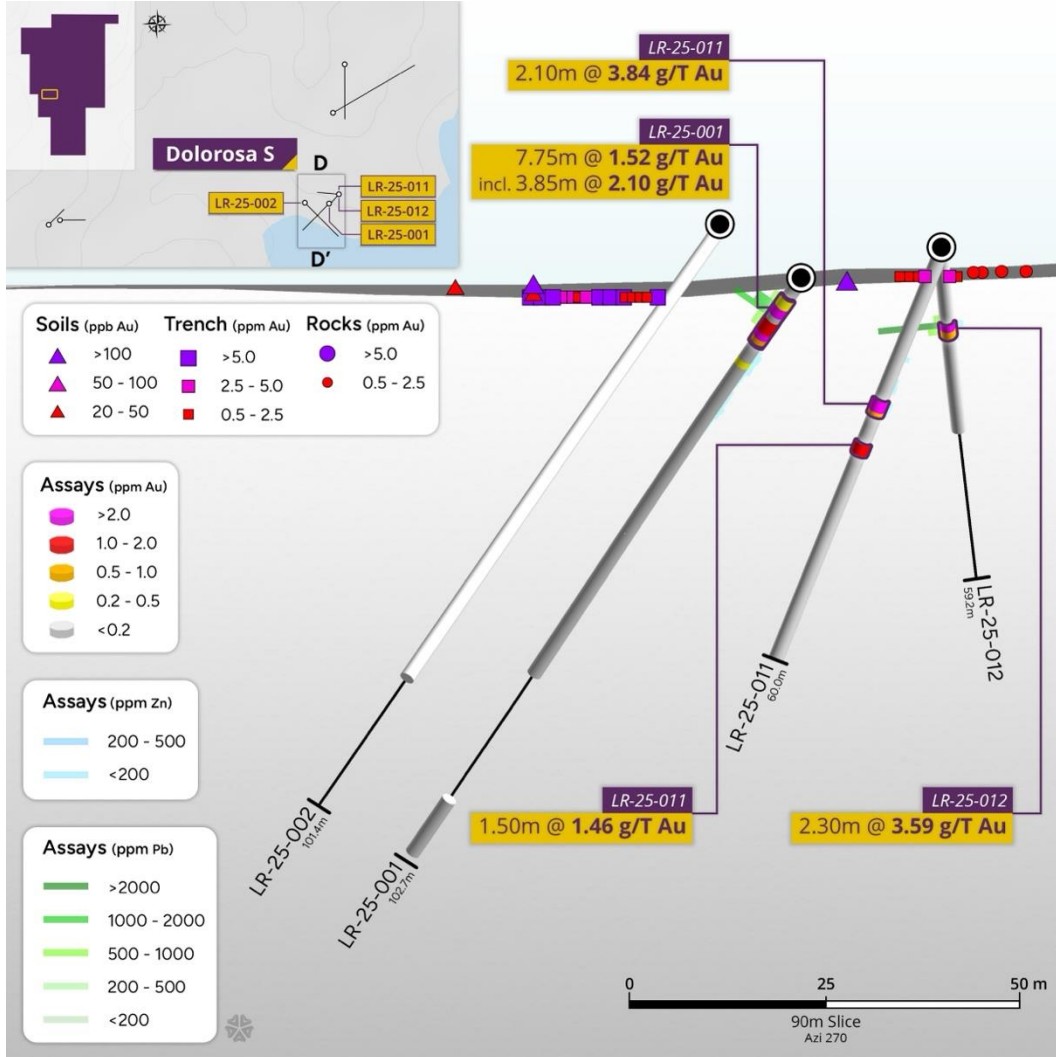 LR-25-011
2.10m @ 3.84 g/T Au
LR-25-001
7.75m @ 1.52 g/T Au
incl. 3.85m @ 2.10 g/T Au
Dolorosa S
D
LR-25-011
LR-25-002
LR-25-012
LR-25-001
D'
Soils (ppb Au) Trench (ppm Au) Rocks (ppm Au)
>100 >5.0 >5.0
50 - 100 2.5 - 5.0 0.5 - 2.5
20 - 50 0.5 - 2.5
Assays (ppm Au)
>2.0
1.0 - 2.0
0.5 - 1.0
0.2 - 0.5
<0.2
Assays (ppm Zn)
200 - 500
<200
Assays (ppm Pb)
>2000
1000 - 2000
500 - 1000
200 - 500
<200
LR-25-002
101.4m
LR-25-001
102.7m
LR-25-011
60.0m
LR-25-012
59.2m
LR-25-011
1.50m @ 1.46 g/T Au
LR-25-012
2.30m @ 3.59 g/T Au
0 25 50 m
90m Slice
Azi 270